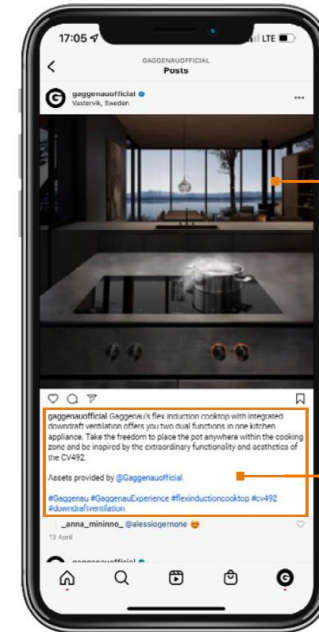 17:05
LTE
GAGGENAUOFFICIAL
Posts
gaggenauofficial
Vastervik, Sweden
gaggenauofficial Gaggenau's flex induction cooktop with integrated
downdraft ventilation offers you two dual functions in one kitchen
appliance. Take the freedom to place the pot anywhere within the cooking
zone and be inspired by the extraordinary functionality and aesthetics of
the CV492.
Assets provided by @Gaggenauofficial
#Gaggenau #GaggenauExperience #flexinductioncooktop #cv492
#downdraftventilation
_anna_mininno_ @alessiogernone
13 April
gaggenauofficial